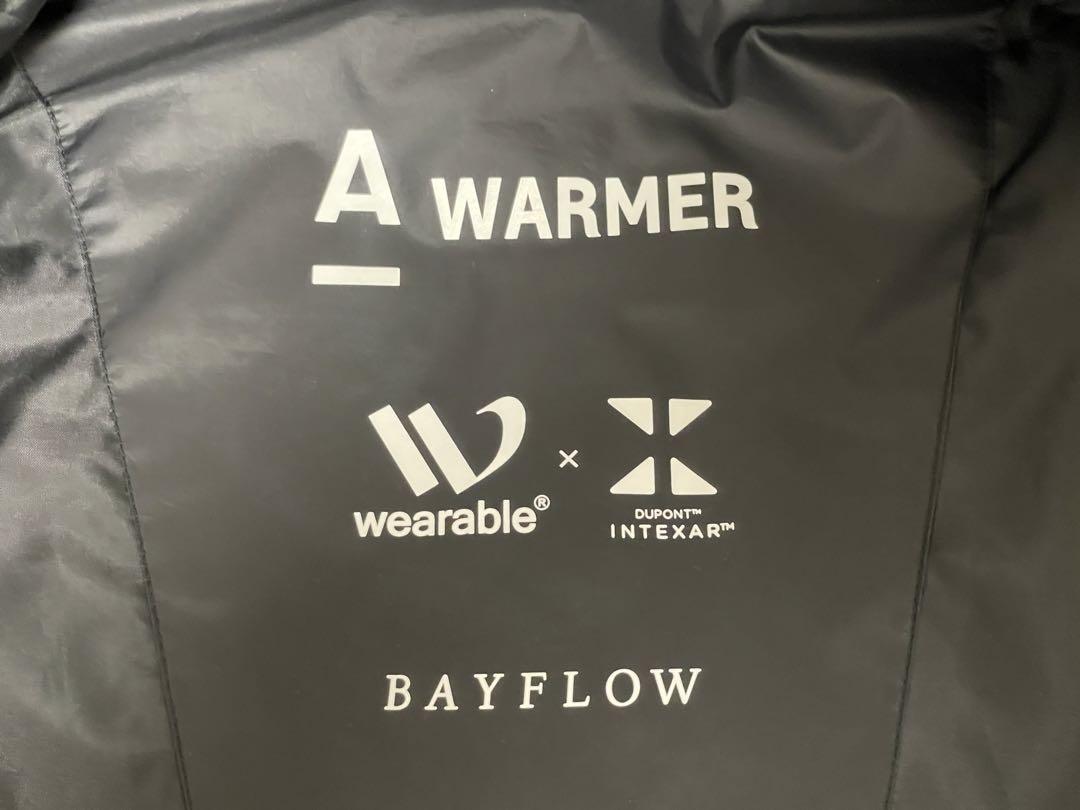 A WARMER
wearable® × DUPONT™
INTEXAR™
BAYFLOW